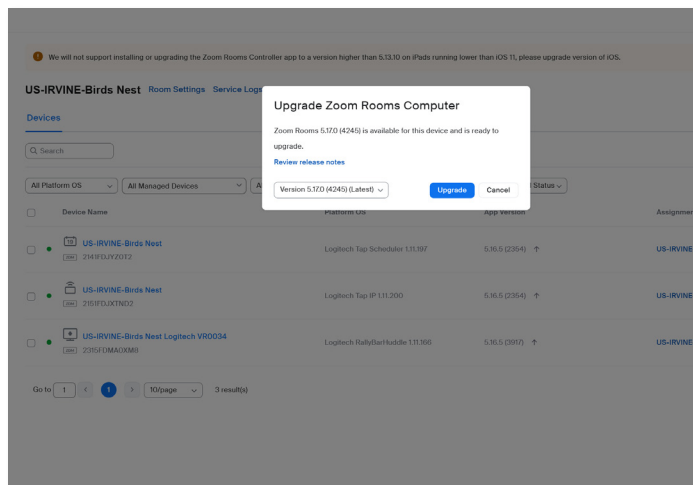 We will not support installing or upgrading the Zoom Rooms Controller app to a version higher than 5.13.10 on iPads running lower than iOS 11, please upgrade version of iOS.
US-IRVINE-Birds Nest Room Settings Service Logs
Devices
Search
All Platform OS All Managed Devices Status
Upgrade Zoom Rooms Computer
Zoom Rooms 5.17.0 (4245) is available for this device and is ready to
upgrade.
Review release notes
Version 5.17.0 (4245) (Latest) Upgrade Cancel
Device Name Platform OS App Version
US-IRVINE-Birds Nest
Logitech Tap Scheduler 1.11.197 5.16.5 (2354) US-IRVINE
2141FDJYZGT2
US-IRVINE-Birds Nest
Logitech Tap IP 1.11.200 5.16.5 (2354) US-IRVINE
2151FDJXTND2
US-IRVINE-Birds Nest Logitech VR0034
Logitech RallyBarHuddle 1.11.166 5.16.5 (3917) US-IRVINE
2315FDMA0XM8
Go to 1 1 10/page 3 result(s)